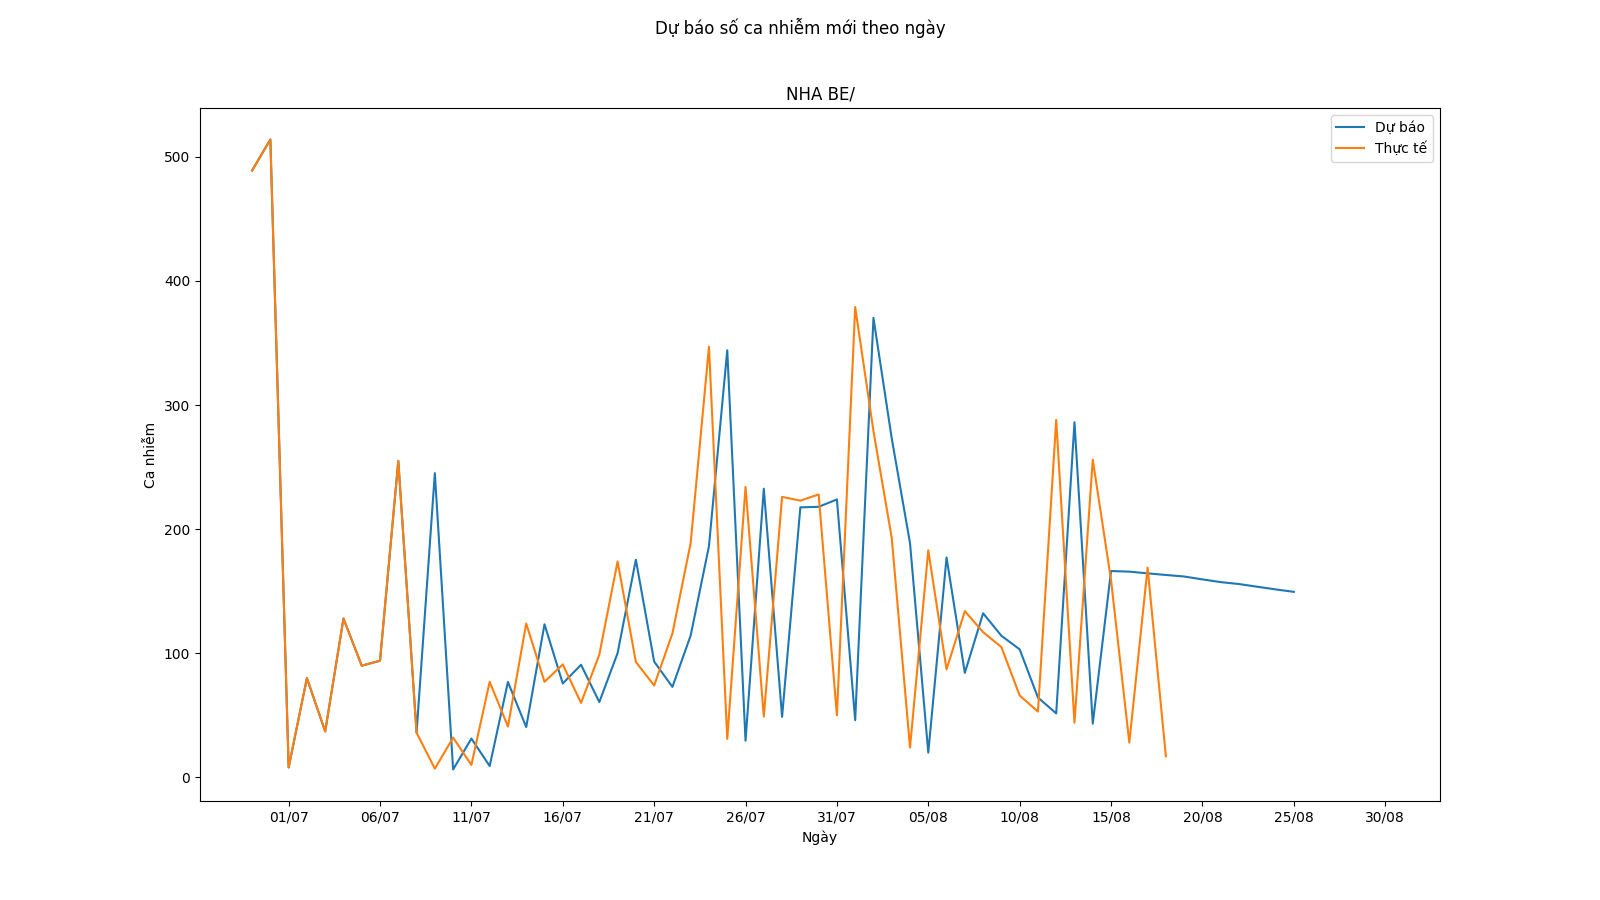 Dự báo số ca nhiễm mới theo ngày
NHA BE/
Dự báo
Thực tế
500
400
300
200
100
0
Ca nhiễm
01/07 06/07 11/07 16/07 21/07 26/07 31/07 05/08 10/08 15/08 20/08 25/08 30/08
Ngày